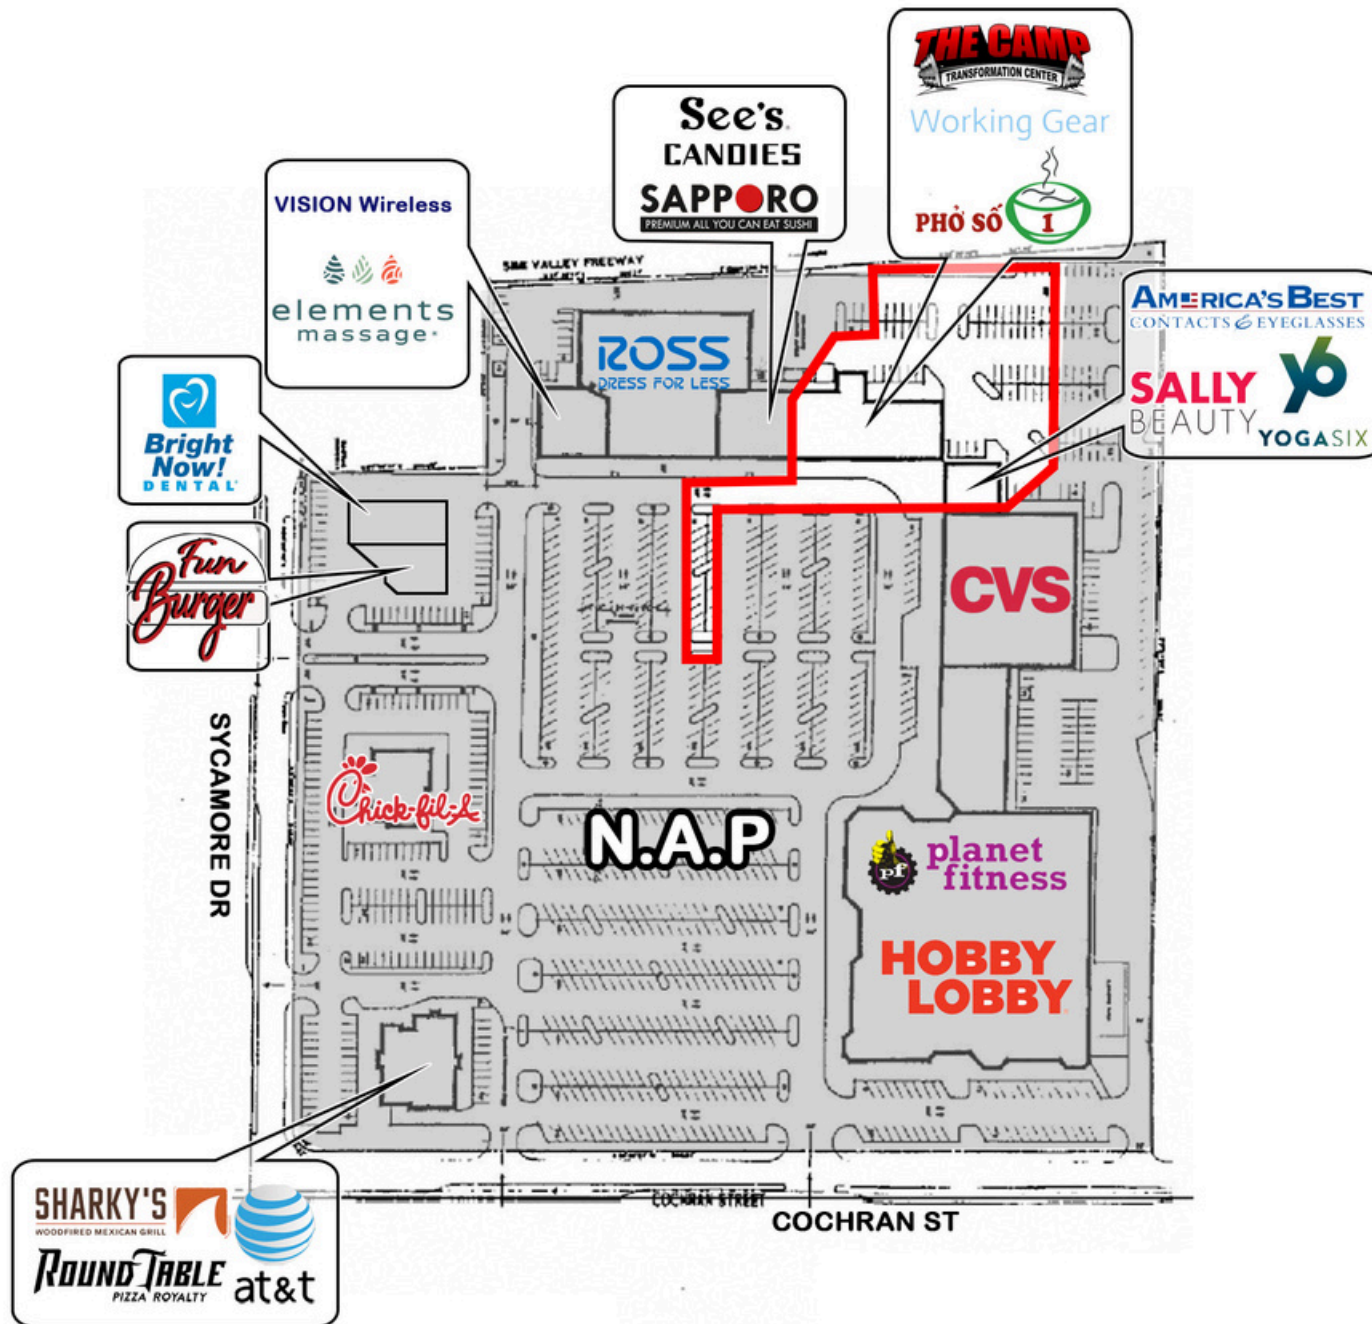 THE CAMP
TRANSFORMATION CENTER
Working Gear
PHỞ SỐ
1
See's
CANDIES
SAPPORO
PREMIUM ALL YOU CAN EAT SUSHI
VISION Wireless
elements
massage
SIMI VALLEY FREEWAY
ROSS
DRESS FOR LESS
AMERICA'S BEST
CONTACTS & EYEGLASSES
SALLY
BEAUTY
y6
YOGASIX
Bright
Now!
DENTAL
Fun
Burger
CVS
SYCAMORE DR
Chick-fil-A
N.A.P
pf
planet
fitness
HOBBY
LOBBY
COCHRAN STREET
COCHRAN ST
SHARKY'S
WOODFIRED MEXICAN GRILL
ROUND TABLE
PIZZA ROYALTY
at&t